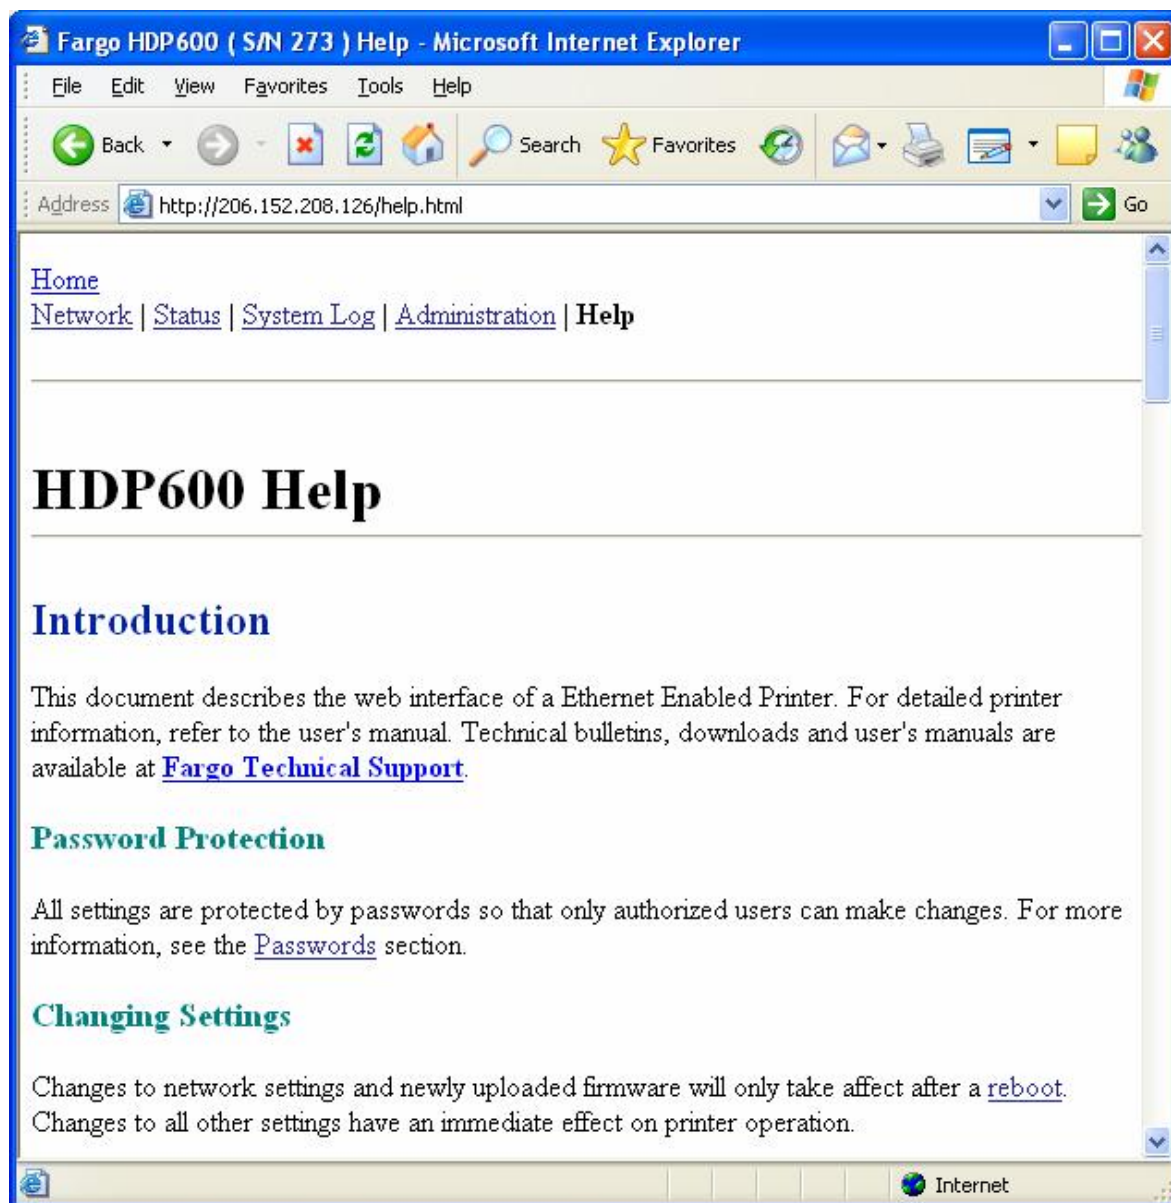 Fargo HDP600 ( S/N 273 ) Help - Microsoft Internet Explorer
File Edit View Favorites Tools Help
Back Search Favorites
Address http://206.152.208.126/help.html Go
Home
Network | Status | System Log | Administration | Help
HDP600 Help
Introduction
This document describes the web interface of a Ethernet Enabled Printer. For detailed printer
information, refer to the user's manual. Technical bulletins, downloads and user's manuals are
available at Fargo Technical Support.
Password Protection
All settings are protected by passwords so that only authorized users can make changes. For more
information, see the Passwords section.
Changing Settings
Changes to network settings and newly uploaded firmware will only take affect after a reboot.
Changes to all other settings have an immediate effect on printer operation.
Internet